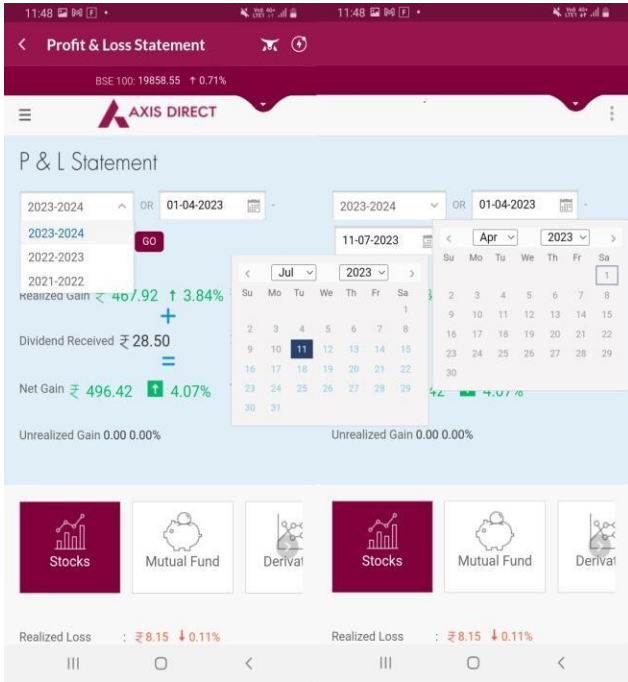 11:48
Profit & Loss Statement
BSE 100: 19858.55 ↑ 0.71%
AXIS DIRECT
P & L Statement
2023-2024 OR 01-04-2023 -
2023-2024
2022-2023
2021-2022
GO
Jul 2023
Su Mo Tu We Th Fr Sa
1
2 3 4 5 6 7 8
9 10 11 12 13 14 15
16 17 18 19 20 21 22
23 24 25 26 27 28 29
30 31
Realized Gain ₹ 467.92 ↑ 3.84%
+
Dividend Received ₹ 28.50
=
Net Gain ₹ 496.42 ↑ 4.07%
Unrealized Gain 0.00 0.00%
Stocks
Mutual Fund
Derivat
Realized Loss : ₹ 8.15 ↓ 0.11%
11:48
2023-2024 OR 01-04-2023 -
11-07-2023
Apr 2023
Su Mo Tu We Th Fr Sa
1
2 3 4 5 6 7 8
9 10 11 12 13 14 15
16 17 18 19 20 21 22
23 24 25 26 27 28 29
30
42 4.07%
Unrealized Gain 0.00 0.00%
Stocks
Mutual Fund
Derivat
Realized Loss : ₹ 8.15 ↓ 0.11%